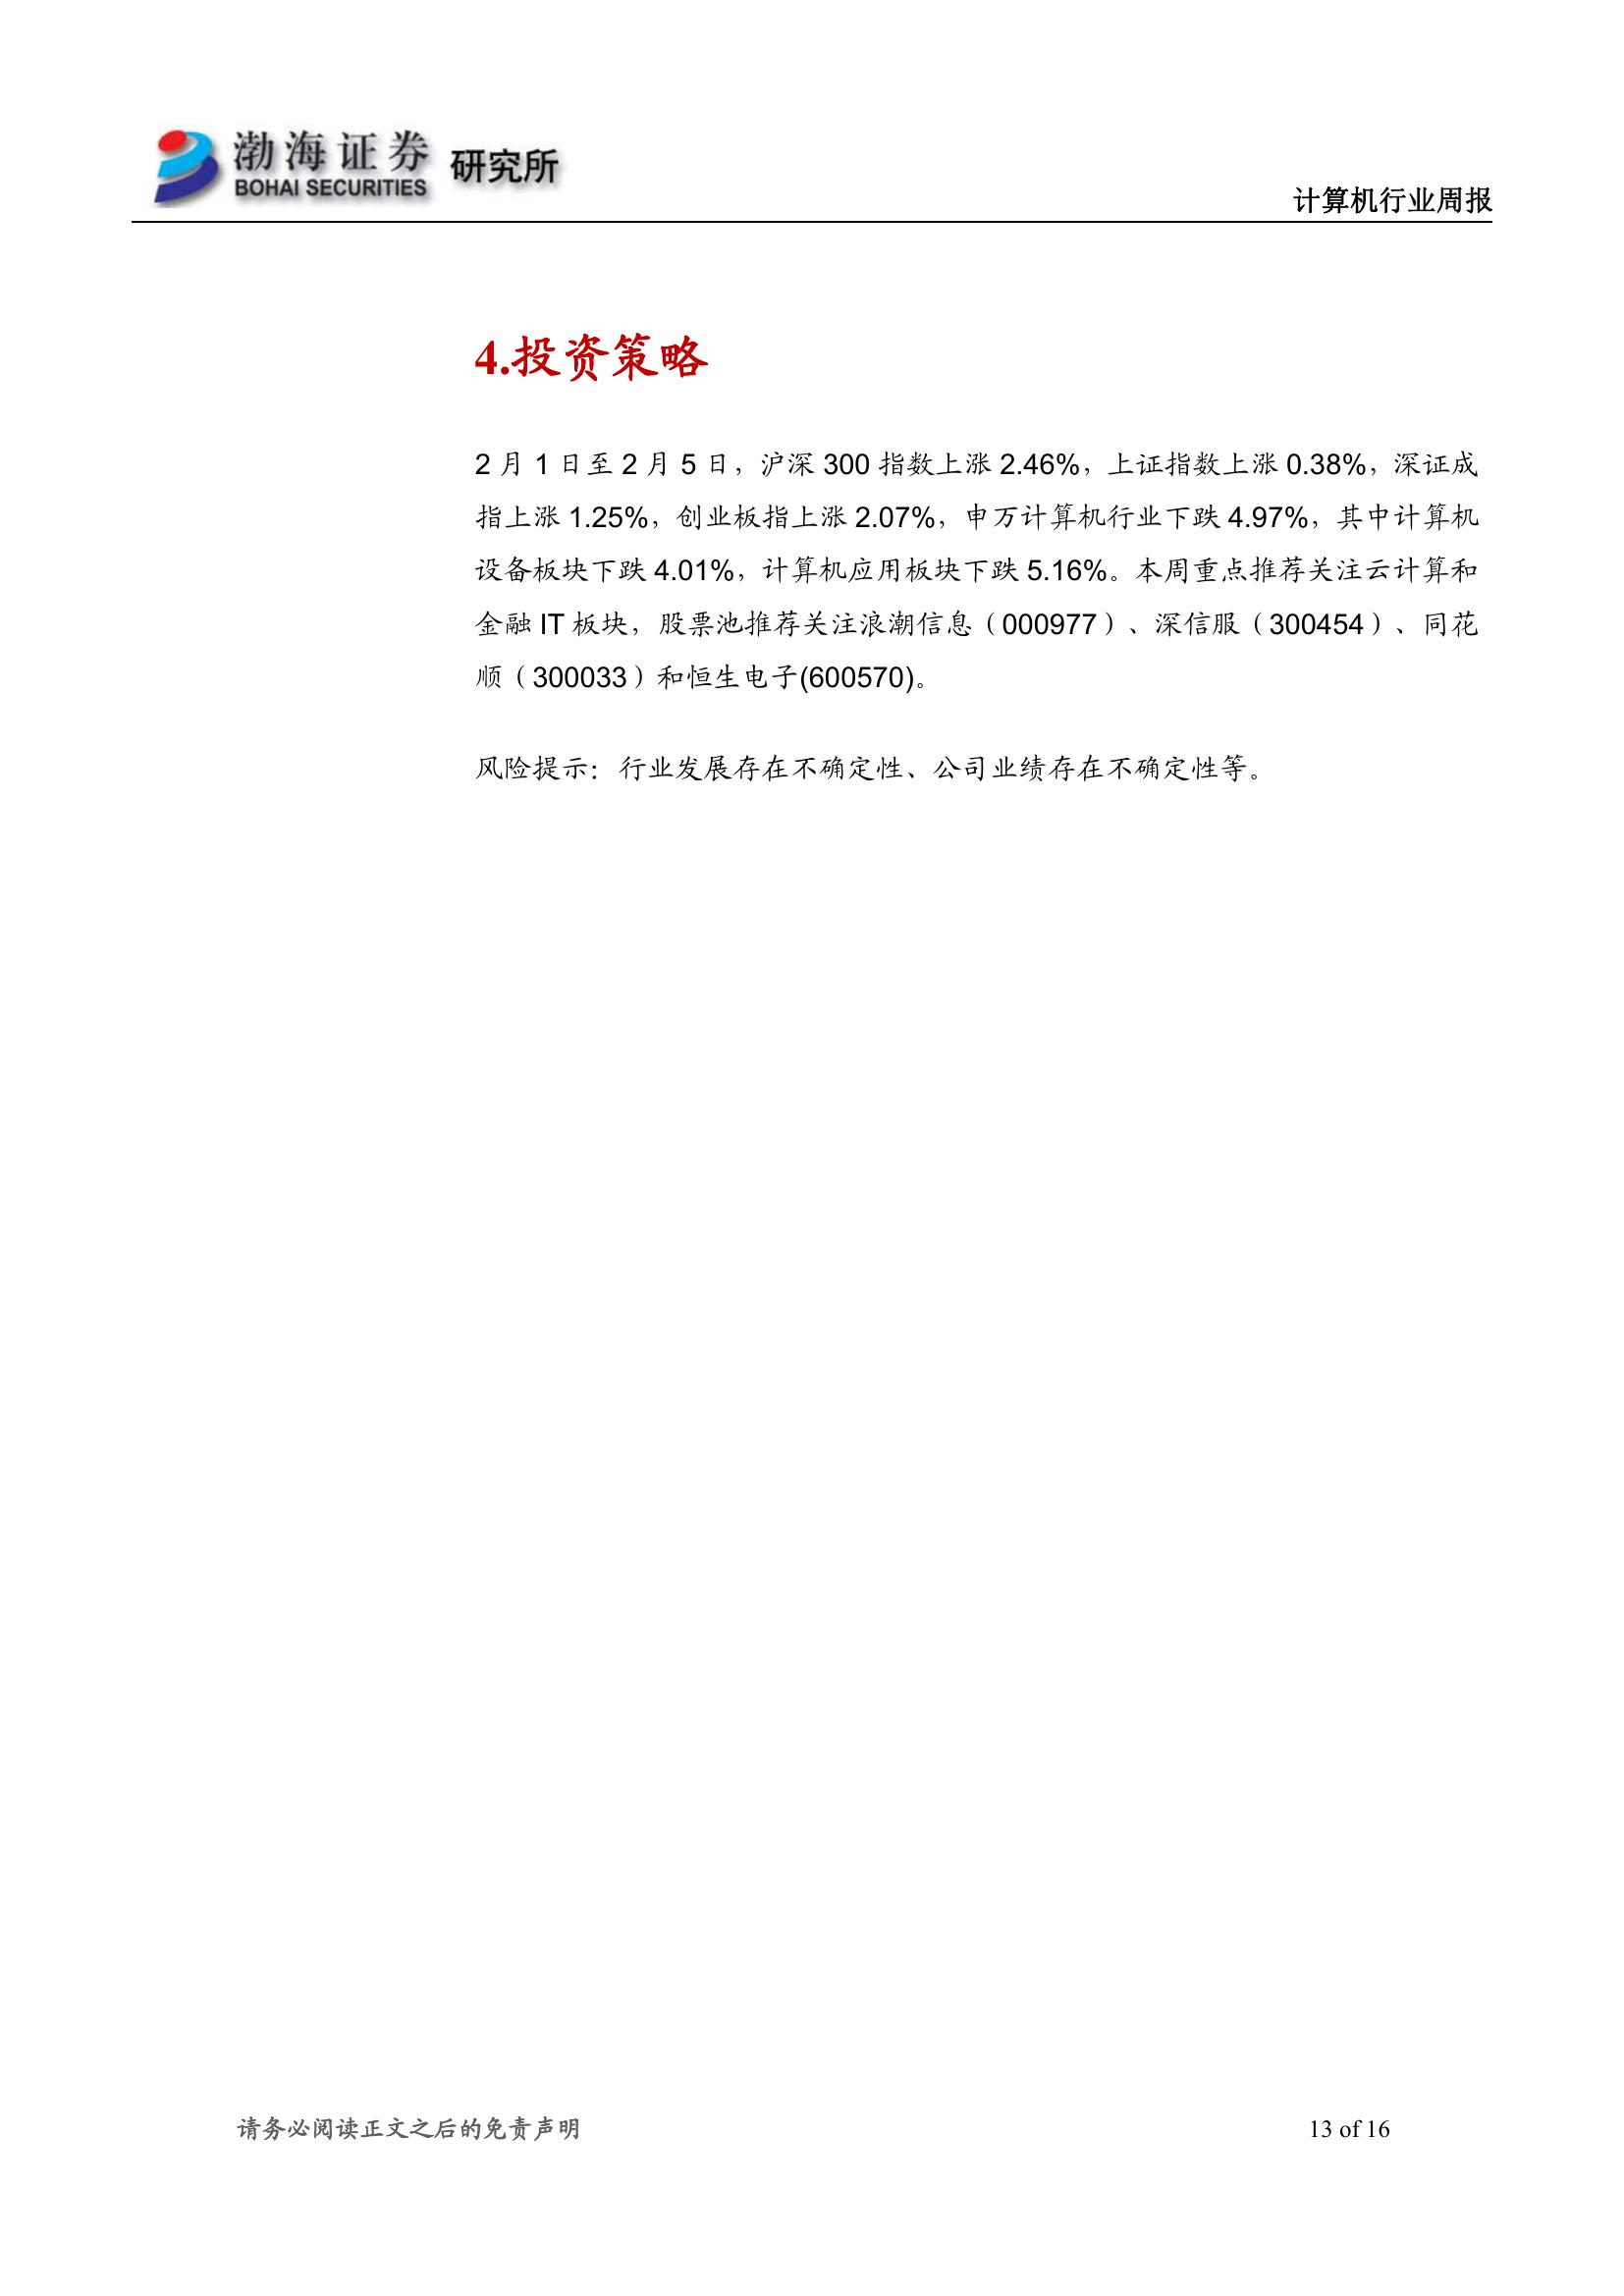 渤海证券
BOHAI SECURITIES
研究所
计算机行业周报
4.投资策略
2 月 1 日至 2 月 5 日，沪深 300 指数上涨 2.46%，上证指数上涨 0.38%，深证成
指上涨 1.25%，创业板指上涨 2.07%，申万计算机行业下跌 4.97%，其中计算机
设备板块下跌 4.01%，计算机应用板块下跌 5.16%。本周重点推荐关注云计算和
金融 IT 板块，股票池推荐关注浪潮信息（000977）、深信服（300454）、同花
顺（300033）和恒生电子(600570)。
风险提示：行业发展存在不确定性、公司业绩存在不确定性等。
请务必阅读正文之后的免责声明
13 of 16